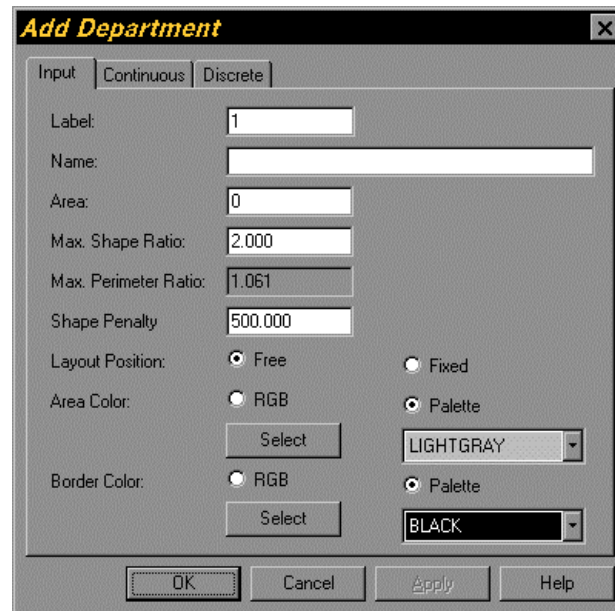 Add Department
Input Continuous Discrete
Label: 1
Name:
Area: 0
Max. Shape Ratio: 2.000
Max. Perimeter Ratio: 1.061
Shape Penalty 500.000
Layout Position: Free Fixed
Area Color: RGB Palette
Select LIGHTGRAY
Border Color: RGB Palette
Select BLACK
OK Cancel Apply Help